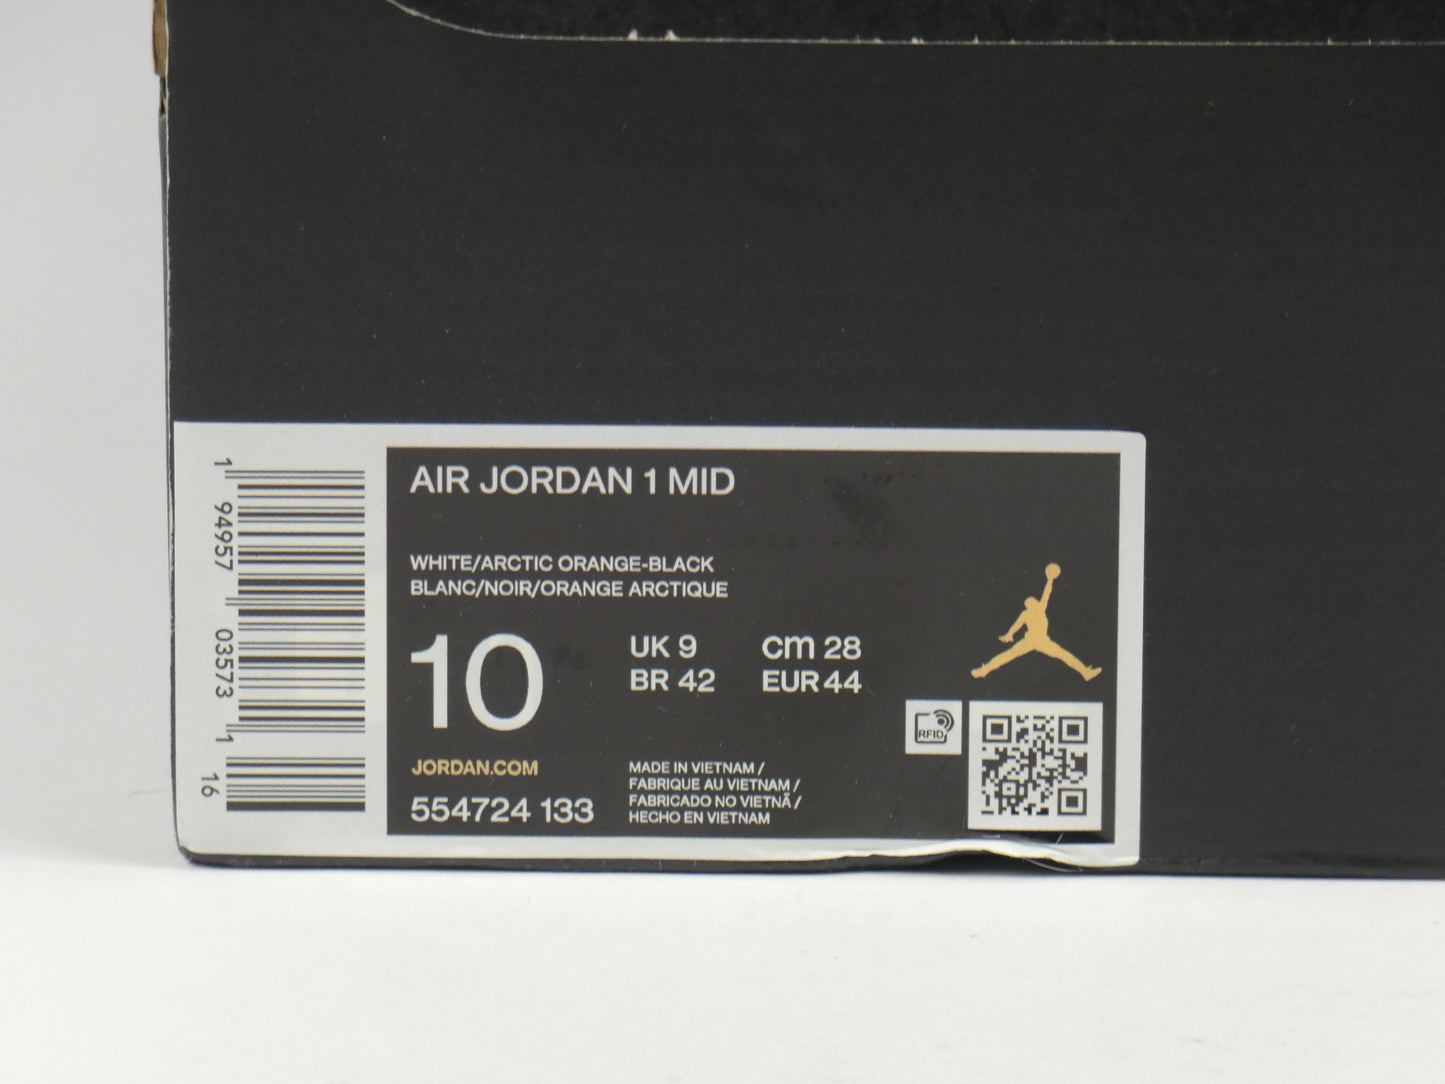 AIR JORDAN 1 MID
WHITE/ARCTIC ORANGE-BLACK
BLANC/NOIR/ORANGE ARCTIQUE
10
UK 9
cm 28
BR 42
EUR 44
JORDAN.COM
554724 133
MADE IN VIETNAM /
FABRIQUE AU VIETNAM /
FABRICADO NO VIETNÃ /
HECHO EN VIETNAM
RFID
1 94957 03573 1
16